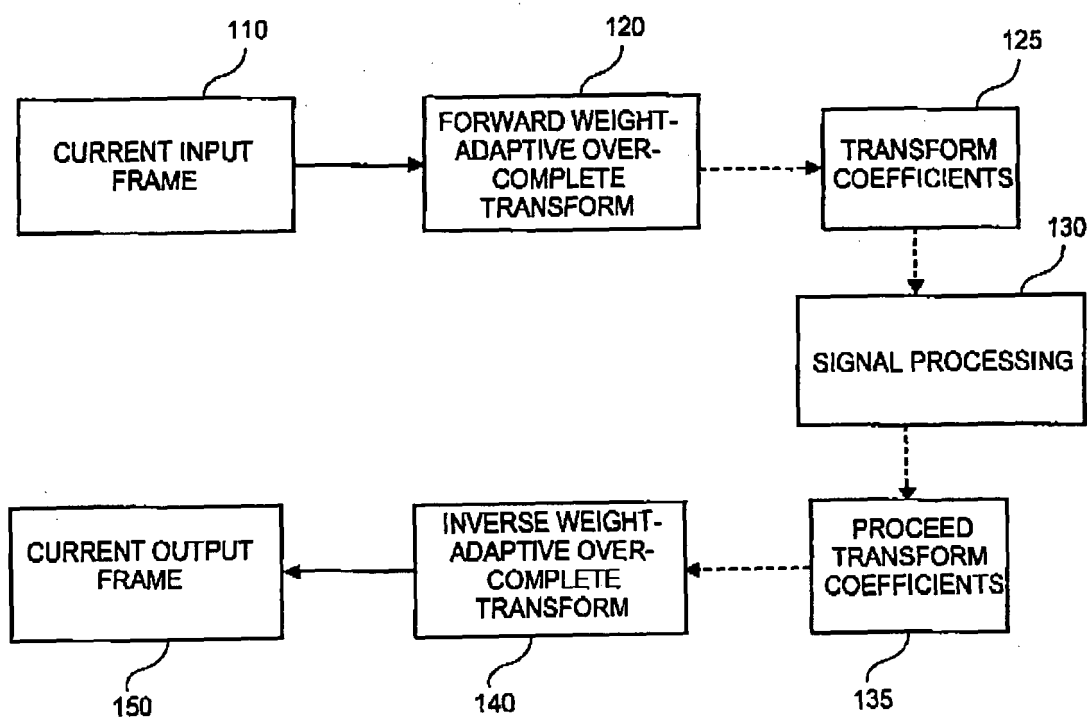 110
120
125
CURRENT INPUT
FRAME
FORWARD WEIGHT-
ADAPTIVE OVER-
COMPLETE
TRANSFORM
TRANSFORM
COEFFICIENTS
130
SIGNAL PROCESSING
CURRENT OUTPUT
FRAME
INVERSE WEIGHT-
ADAPTIVE OVER-
COMPLETE
TRANSFORM
PROCEED
TRANSFORM
COEFFICIENTS
150
140
135